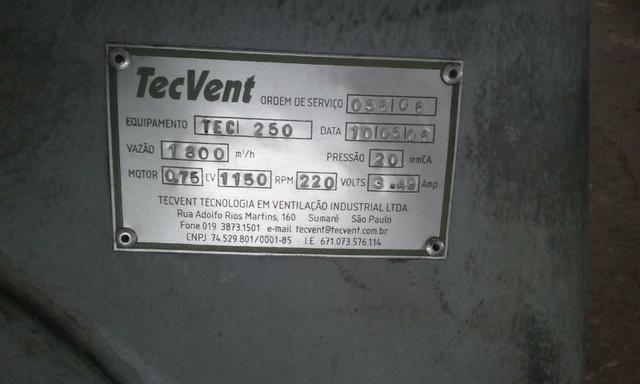 TecVent ORDEM DE SERVIÇO 056/06
EQUIPAMENTO TECI 250 DATA 10/05/06
VAZÃO 1800 m³/h PRESSÃO 20 mmCA
MOTOR 0.75 CV 1150 RPM 220 VOLTS 3.49 Amp
TECVENT TECNOLOGIA EM VENTILAÇÃO INDUSTRIAL LTDA.
Rua Adolfo Rios Martins, 160 Sumaré São Paulo
Fone 019 3873.1501 e-mail tecvent@tecvent.com.br
CNPJ 74.529.801/0001-85 I.E. 671.073.576.114